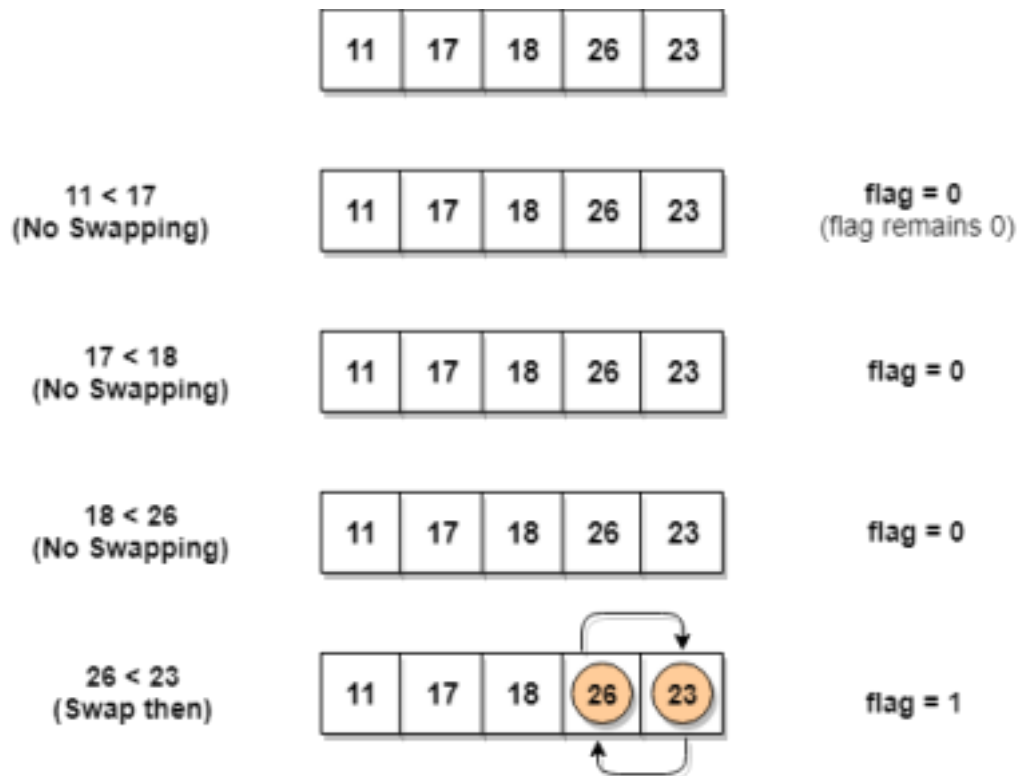 11 17 18 26 23
11 < 17
(No Swapping)
11 17 18 26 23
flag = 0
(flag remains 0)
17 < 18
(No Swapping)
11 17 18 26 23
flag = 0
18 < 26
(No Swapping)
11 17 18 26 23
flag = 0
26 < 23
(Swap then)
11 17 18 26 23
flag = 1